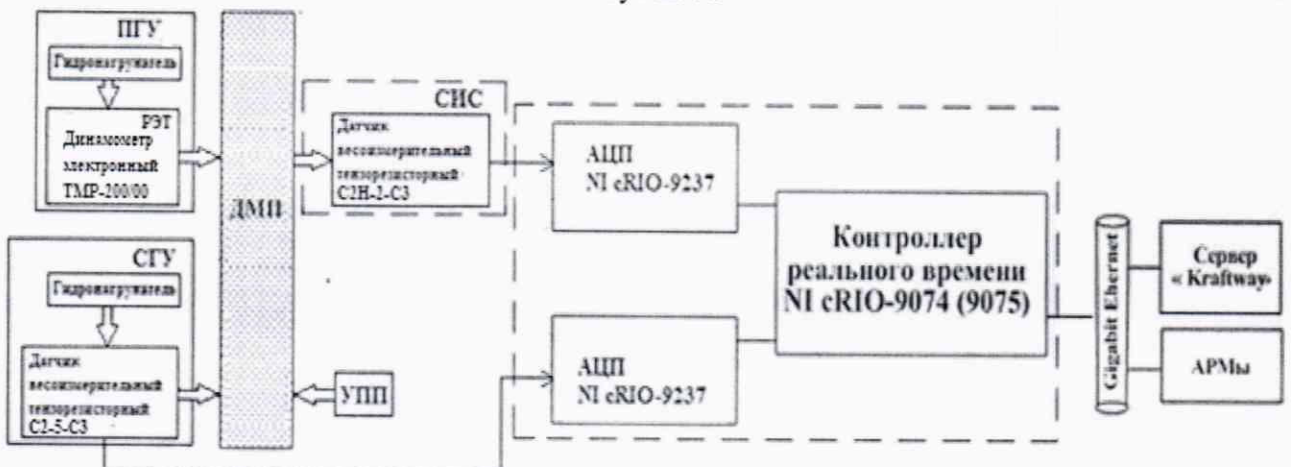 ПГУ
Гидронагружатель
РЭТ
Динамометр
электронный
ТМР-200/00
СГУ
Гидронагружатель
Датчик
весоизмерительный
тензорезисторный
С2-5-С3
ДМП
СИС
Датчик
весоизмерительный
тензорезисторный
С2Н-2-С3
УПП
АЦП
NI cRIO-9237
АЦП
NI cRIO-9237
Контроллер
реального времени
NI cRIO-9074 (9075)
Gigabit Ehernet
Сервер
« Kraftway»
АРМы